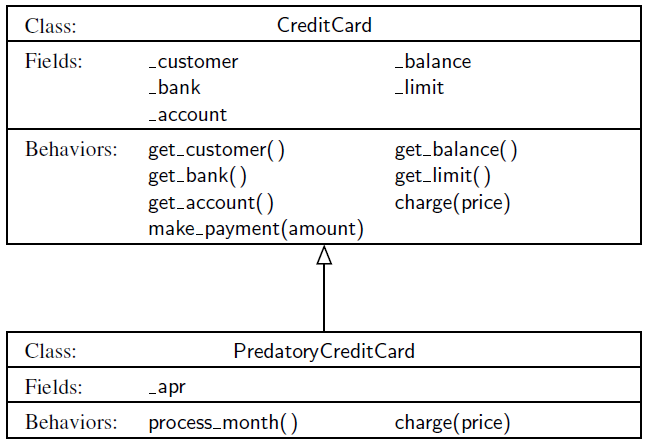 Class: CreditCard
Fields: _customer _balance
_bank _limit
_account
Behaviors: get_customer( ) get_balance( )
get_bank( ) get_limit( )
get_account( ) charge(price)
make_payment(amount)
Class: PredatoryCreditCard
Fields: _apr
Behaviors: process_month( ) charge(price)